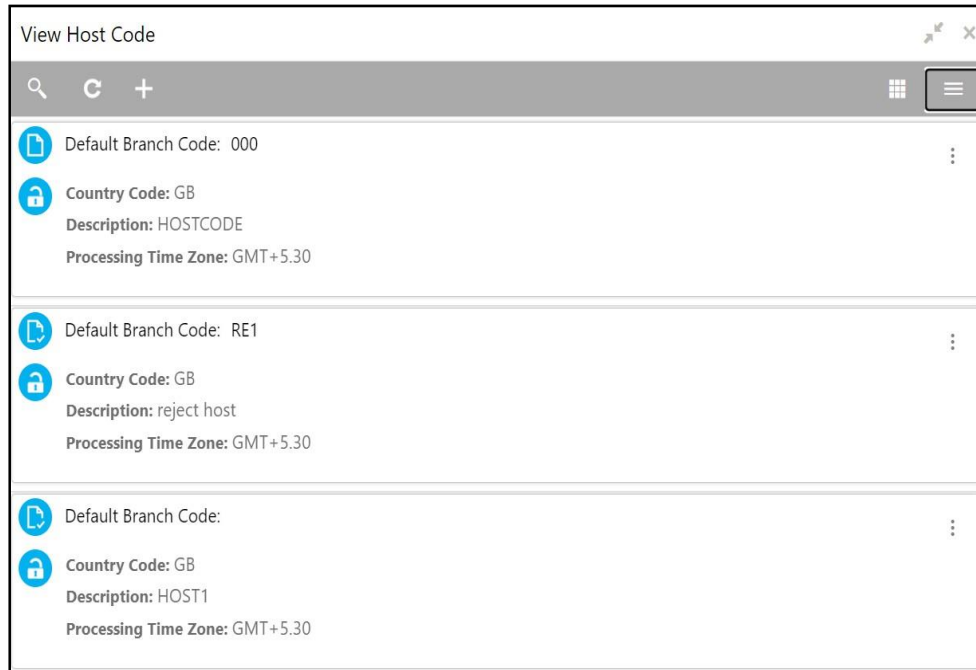 View Host Code
Default Branch Code: 000
Country Code: GB
Description: HOSTCODE
Processing Time Zone: GMT+5.30
Default Branch Code: RE1
Country Code: GB
Description: reject host
Processing Time Zone: GMT+5.30
Default Branch Code:
Country Code: GB
Description: HOST1
Processing Time Zone: GMT+5.30